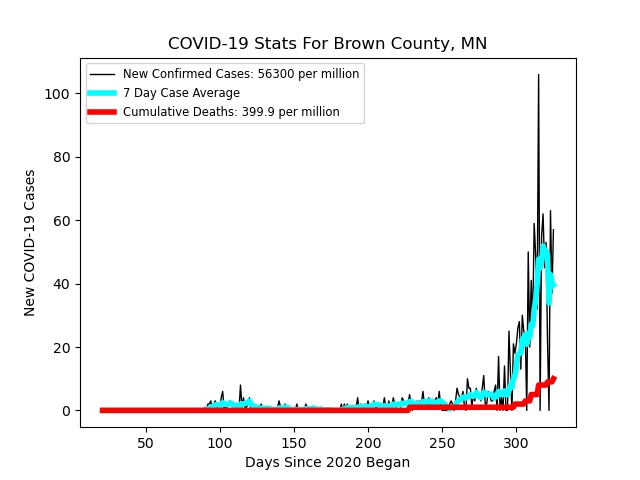 COVID-19 Stats For Brown County, MN
New Confirmed Cases: 56300 per million
7 Day Case Average
Cumulative Deaths: 399.9 per million
New COVID-19 Cases
100
80
60
40
20
0
50
100
150
200
250
300
Days Since 2020 Began